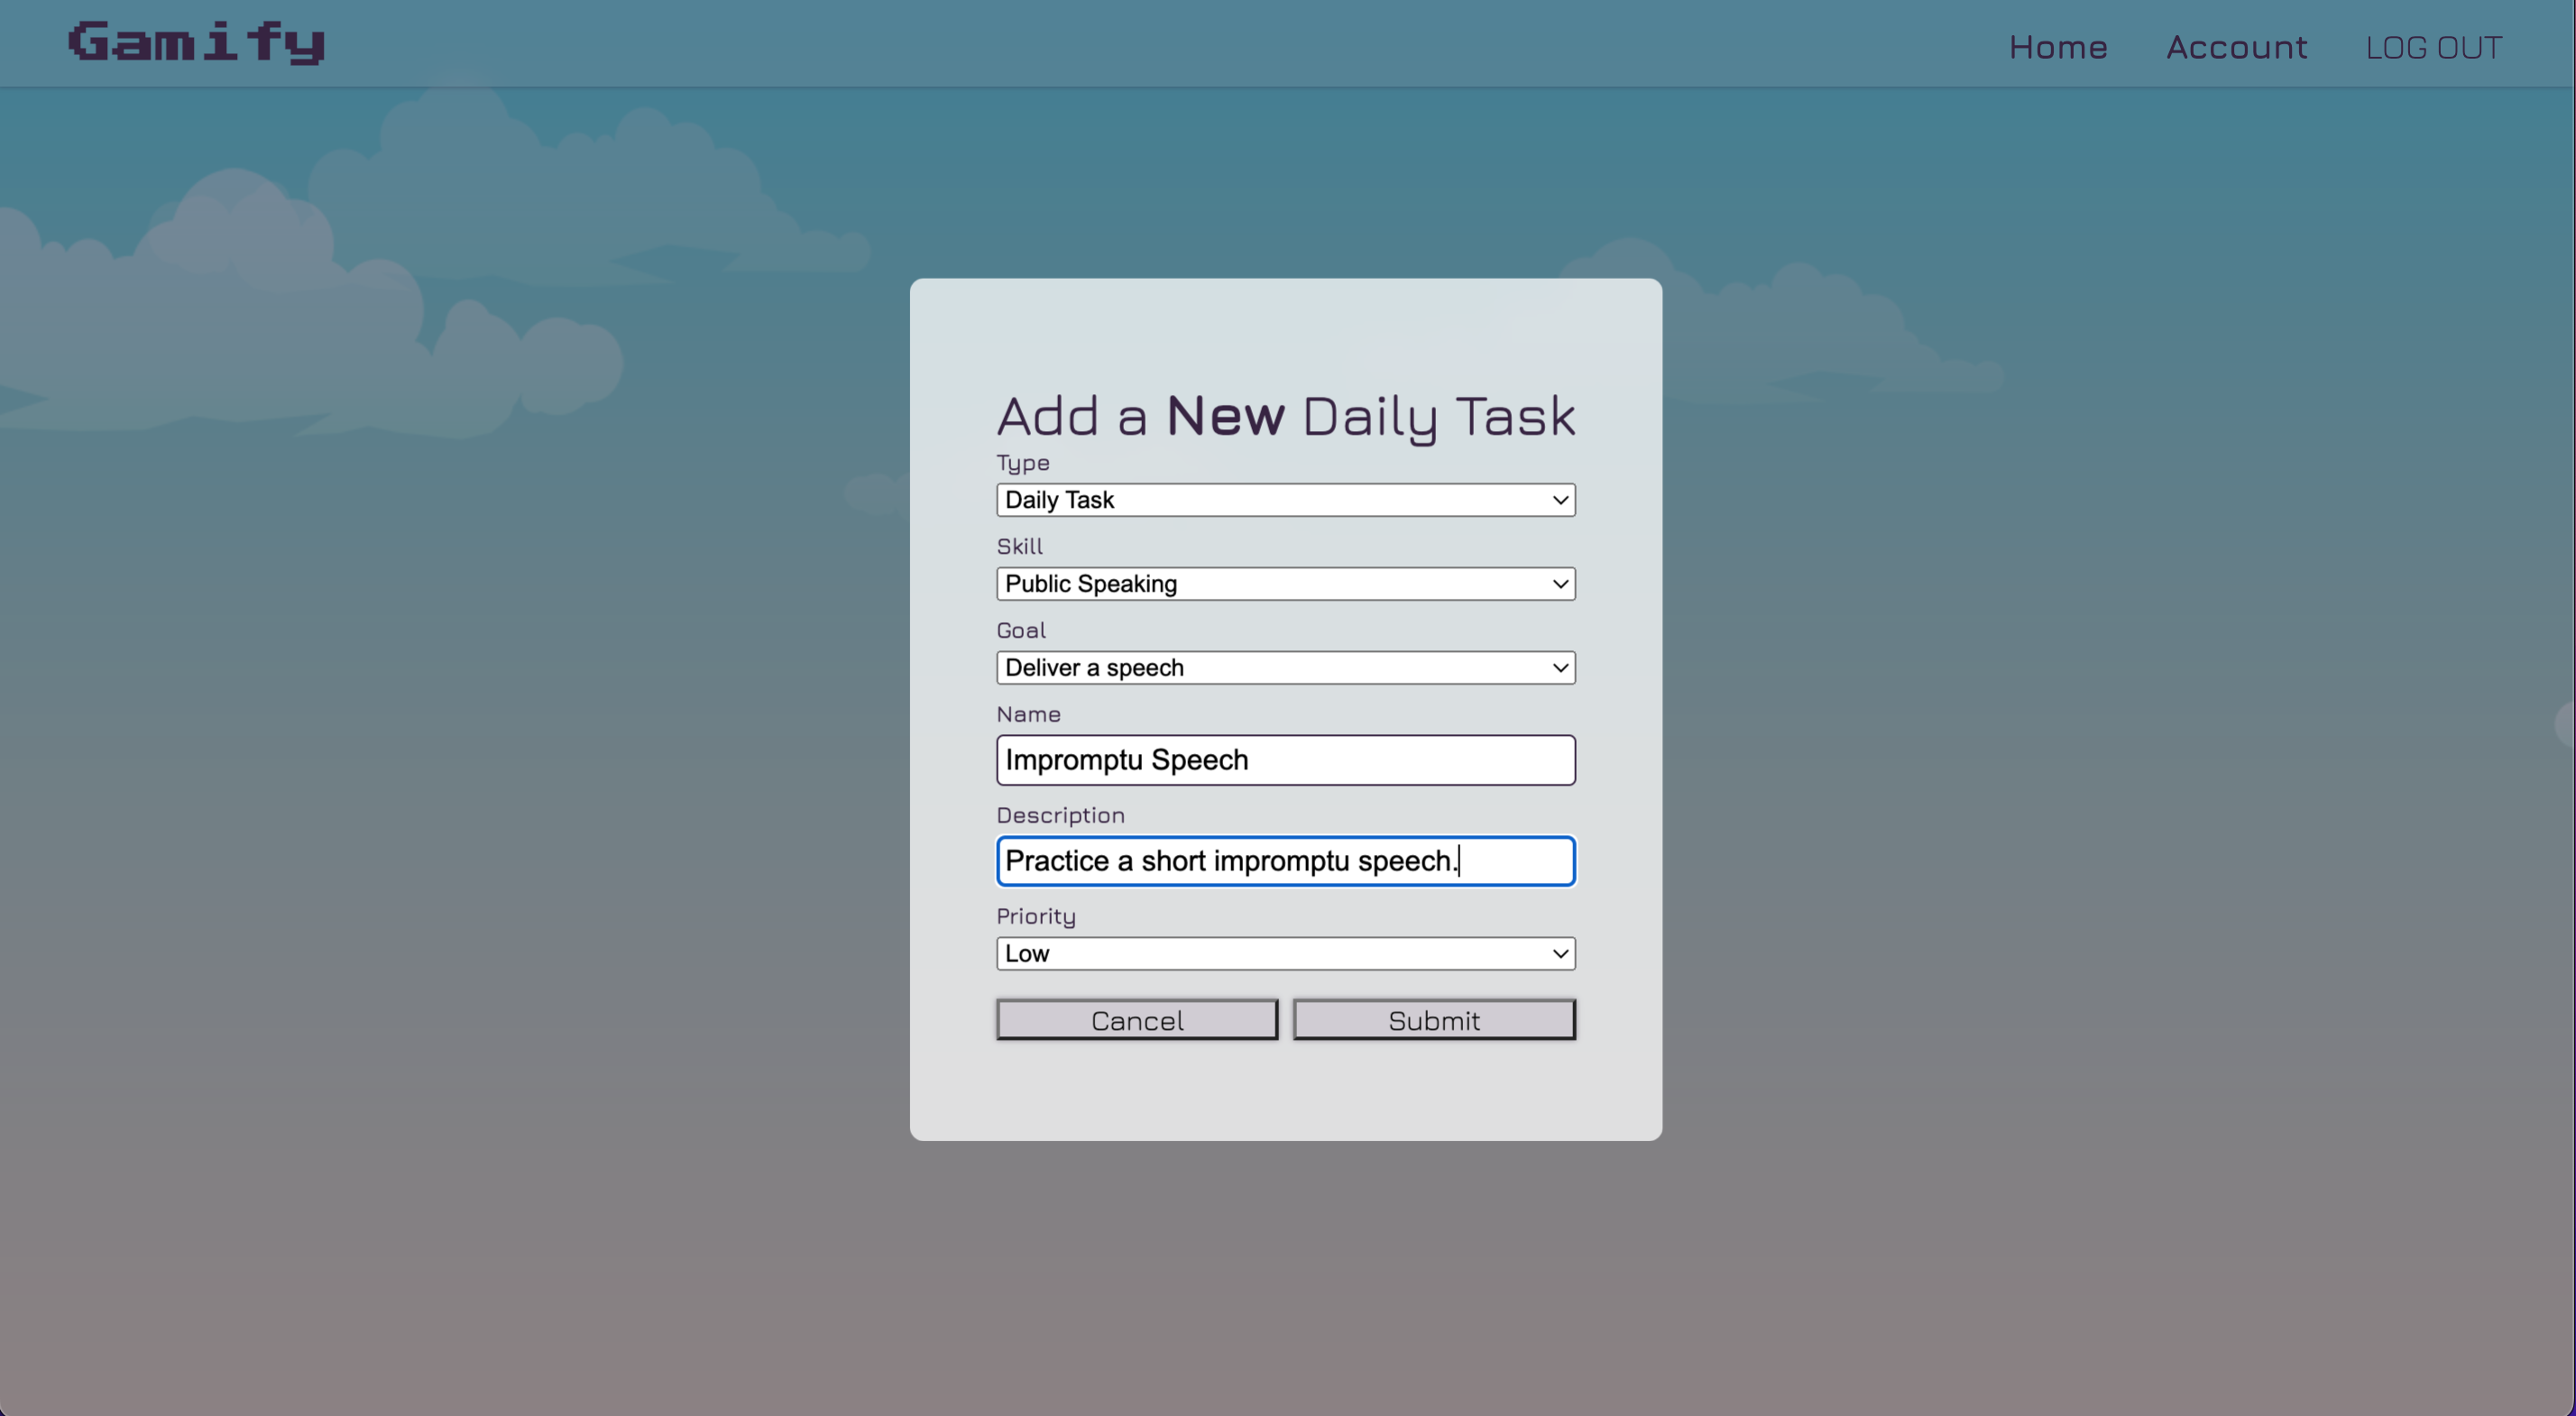 Gamify
Home Account LOG OUT
Add a New Daily Task
Type
Daily Task
Skill
Public Speaking
Goal
Deliver a speech
Name
Impromptu Speech
Description
Practice a short impromptu speech.
Priority
Low
Cancel Submit